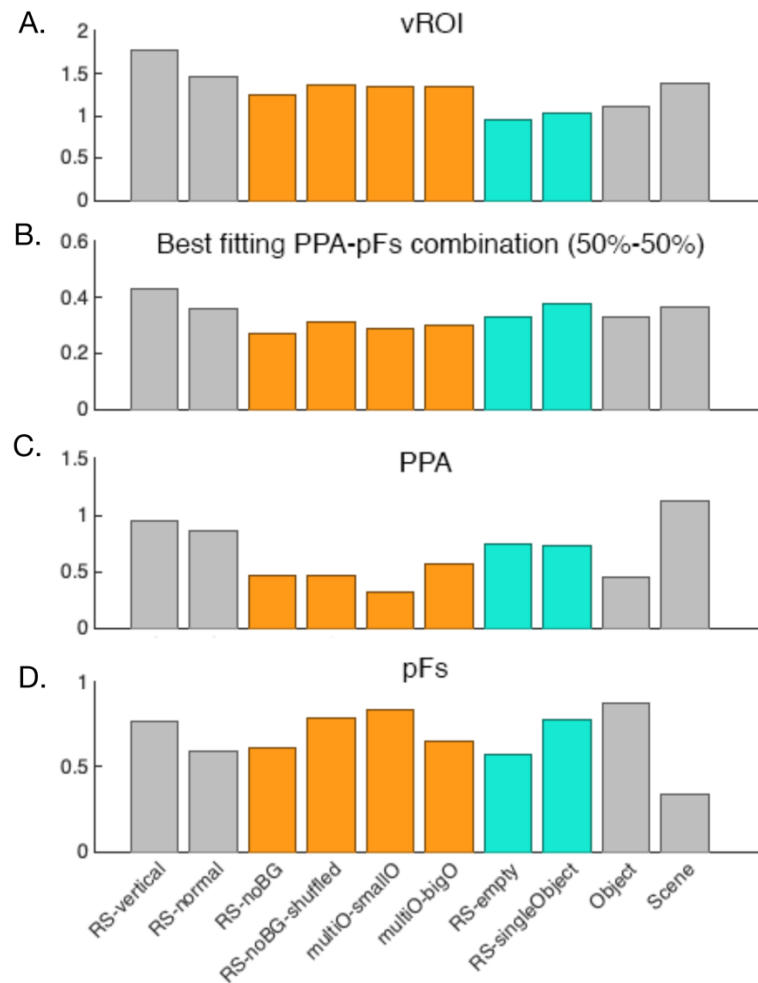 A.
vROI
2
1.5
1
0.5
0
B.
Best fitting PPA-pFs combination (50%-50%)
0.6
0.4
0.2
0
C.
PPA
1.5
1
0.5
0
D.
pFs
1
0.5
0
RS-vertical
RS-normal
RS-noBG
RS-noBG-shuffled
multiO-smallO
multiO-bigO
RS-empty
RS-singleObject
Object
Scene